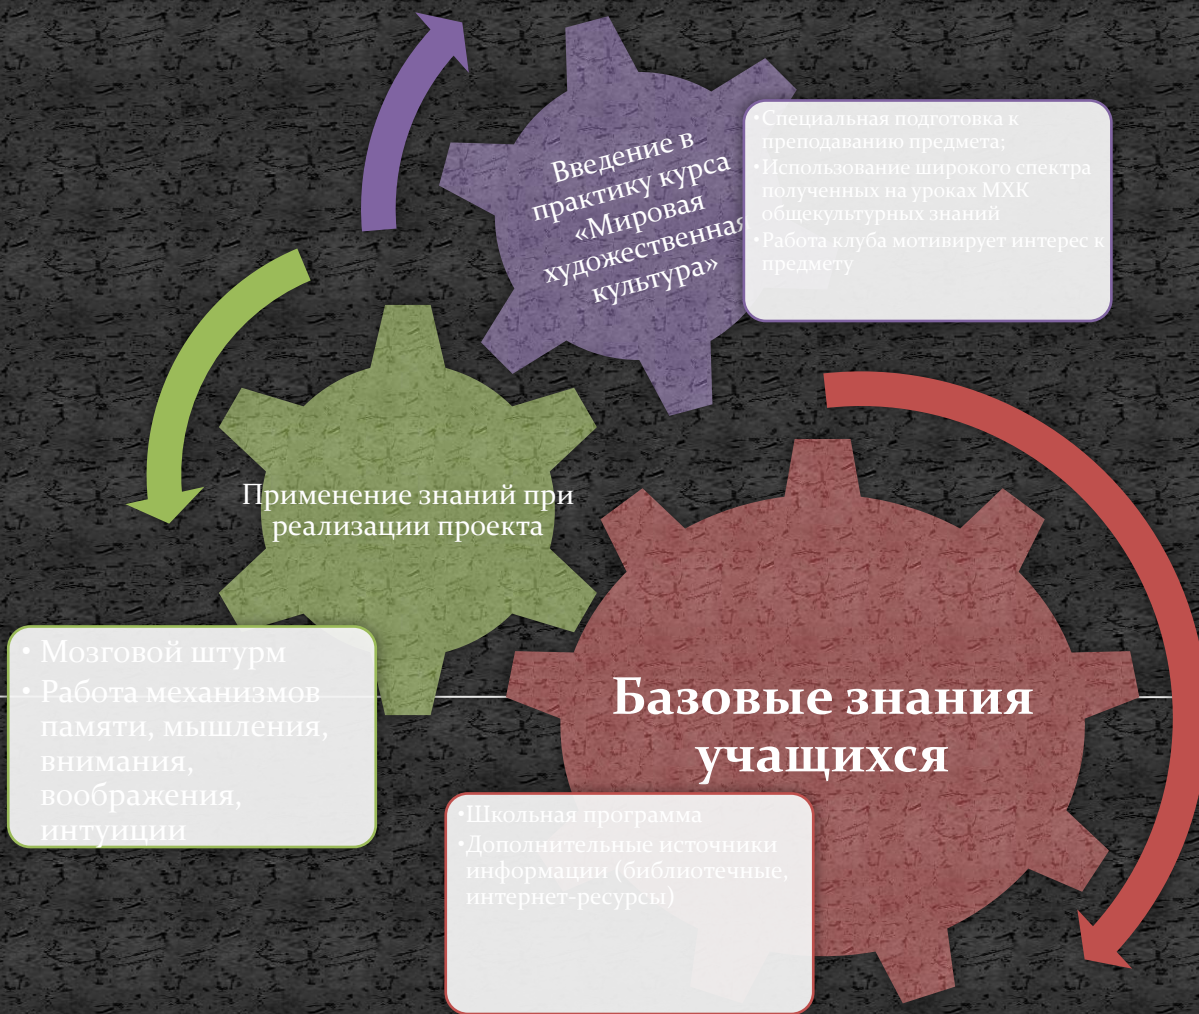 Введение в
практику курса
«Мировая
художественная
культура»
•Специальная подготовка к
преподаванию предмета;
•Использование широкого спектра
полученных на уроках МХК
общекультурных знаний
•Работа клуба мотивирует интерес к
предмету
Применение знаний при
реализации проекта
• Мозговой штурм
• Работа механизмов
памяти, мышления,
внимания,
воображения,
интуиции
Базовые знания
учащихся
•Школьная программа
•Дополнительные источники
информации (библиотечные,
интернет-ресурсы)